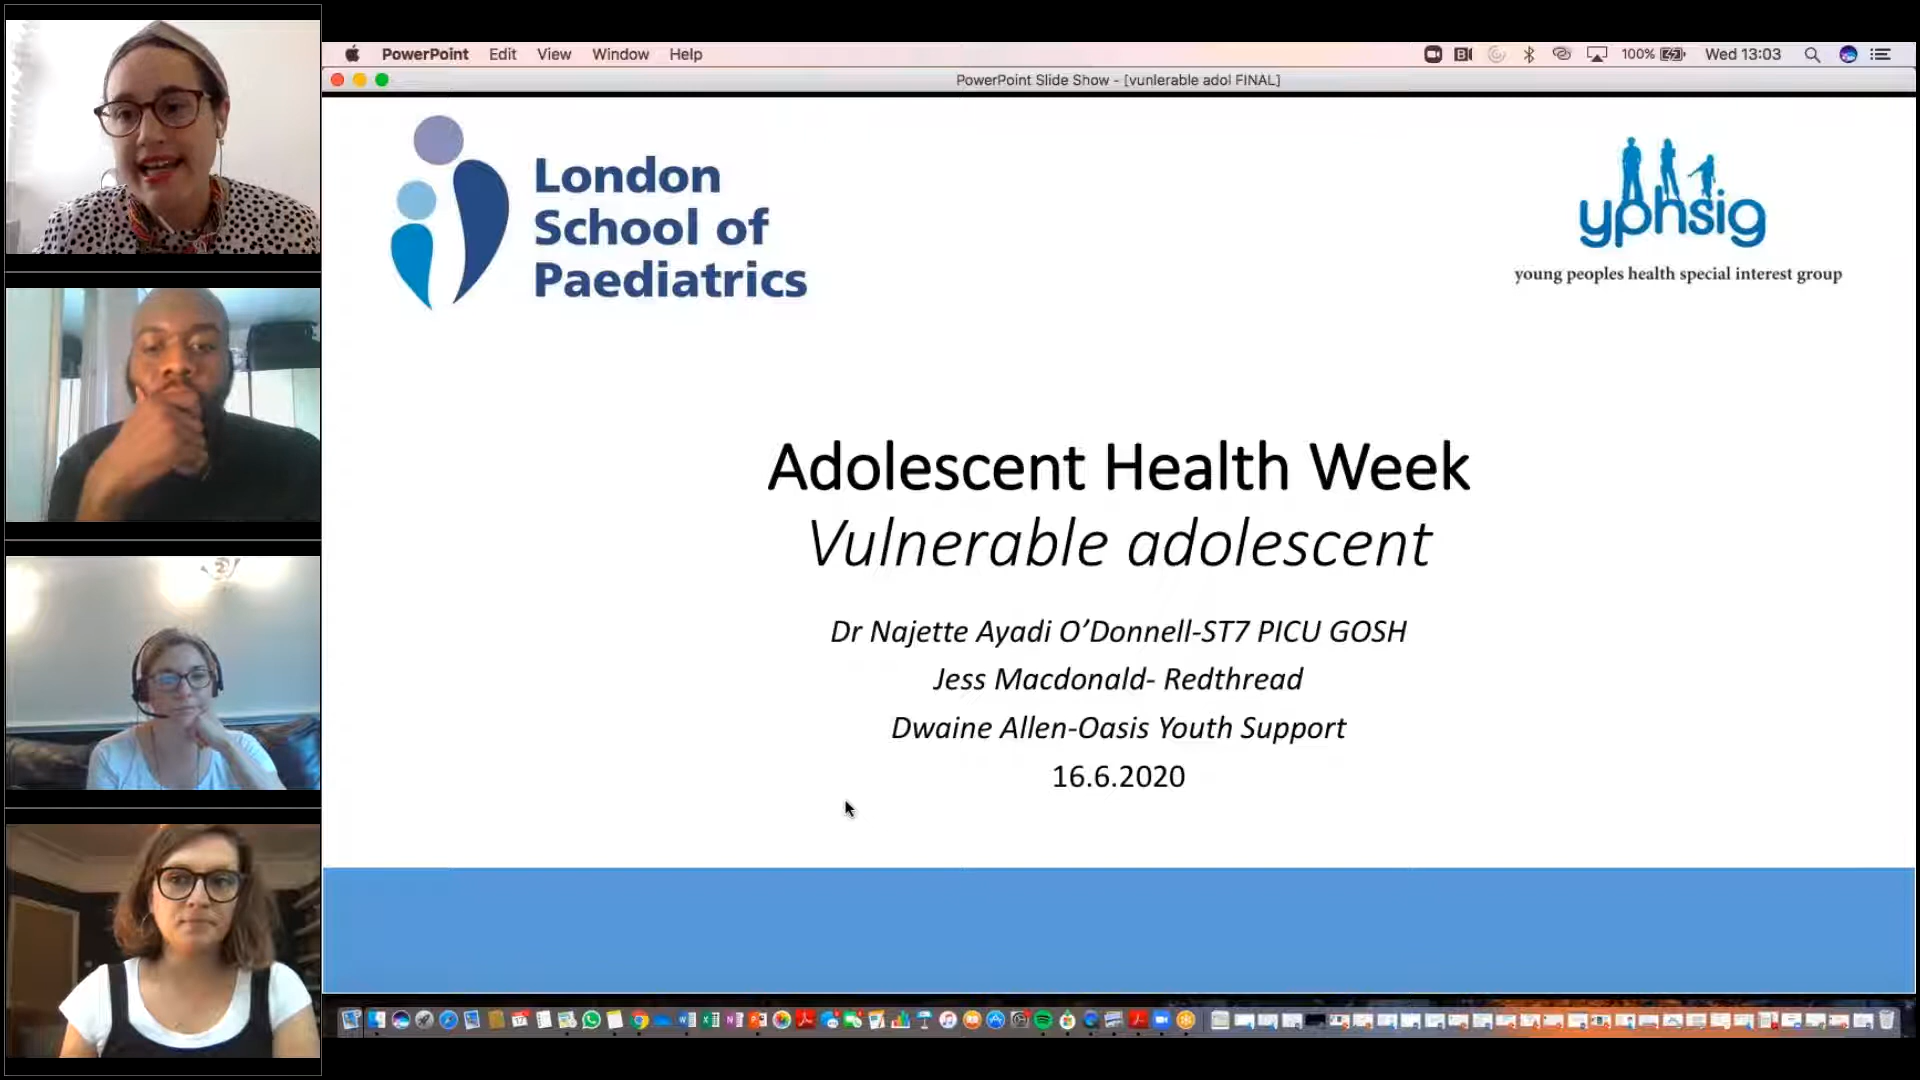 PowerPoint Edit View Window Help
100% Wed 13:03
PowerPoint Slide Show - [vunlerable adol FINAL]
London
School of
Paediatrics
yphsig
young peoples health special interest group
Adolescent Health Week
Vulnerable adolescent
Dr Najette Ayadi O’Donnell-ST7 PICU GOSH
Jess Macdonald- Redthread
Dwaine Allen-Oasis Youth Support
16.6.2020